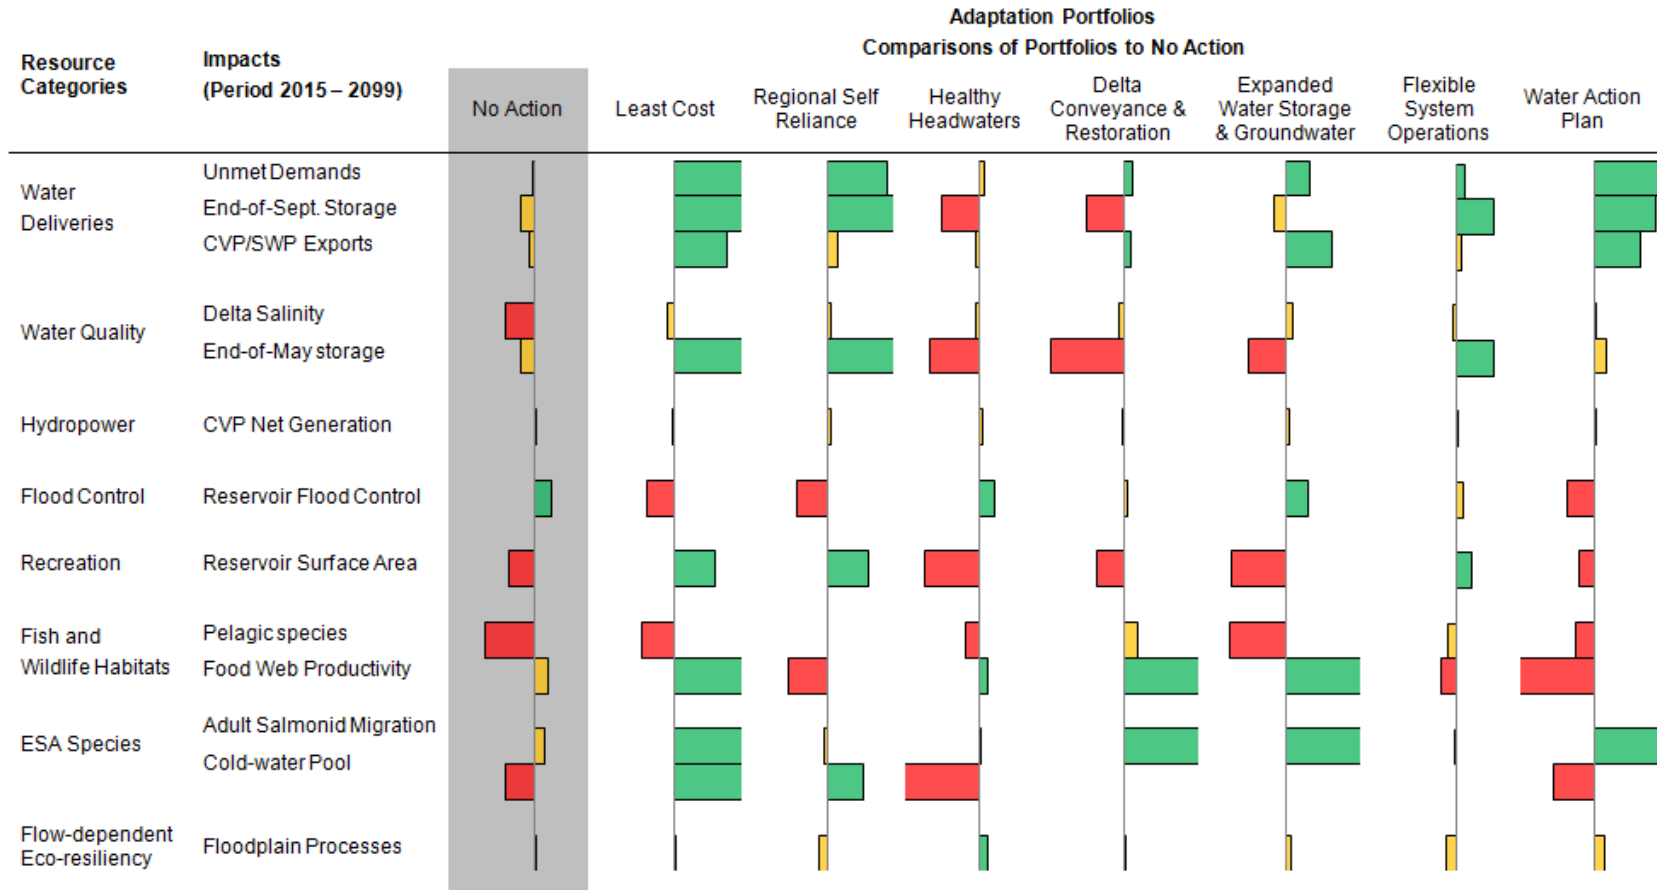 Adaptation Portfolios
Comparisons of Portfolios to No Action
Resource
Categories
Impacts
(Period 2015 – 2099)
No Action
Least Cost
Regional Self
Reliance
Healthy
Headwaters
Delta
Conveyance &
Restoration
Expanded
Water Storage
& Groundwater
Flexible
System
Operations
Water Action
Plan
Water
Deliveries
Unmet Demands
End-of-Sept. Storage
CVP/SWP Exports
Water Quality
Delta Salinity
End-of-May storage
Hydropower
CVP Net Generation
Flood Control
Reservoir Flood Control
Recreation
Reservoir Surface Area
Fish and
Wildlife Habitats
Pelagic species
Food Web Productivity
ESA Species
Adult Salmonid Migration
Cold-water Pool
Flow-dependent
Eco-resiliency
Floodplain Processes